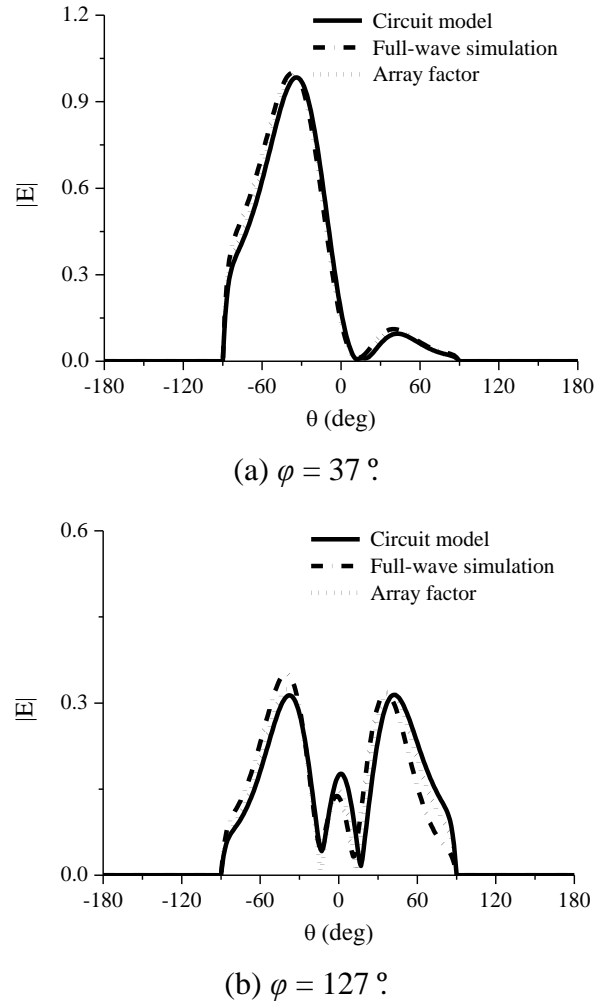 1.2
Circuit model
Full-wave simulation
Array factor
0.9
|E|
0.6
0.3
0.0
-180 -120 -60 0 60 120 180
θ (deg)
(a) φ = 37 º.
0.6
Circuit model
Full-wave simulation
Array factor
|E|
0.3
0.0
-180 -120 -60 0 60 120 180
θ (deg)
(b) φ = 127 º.